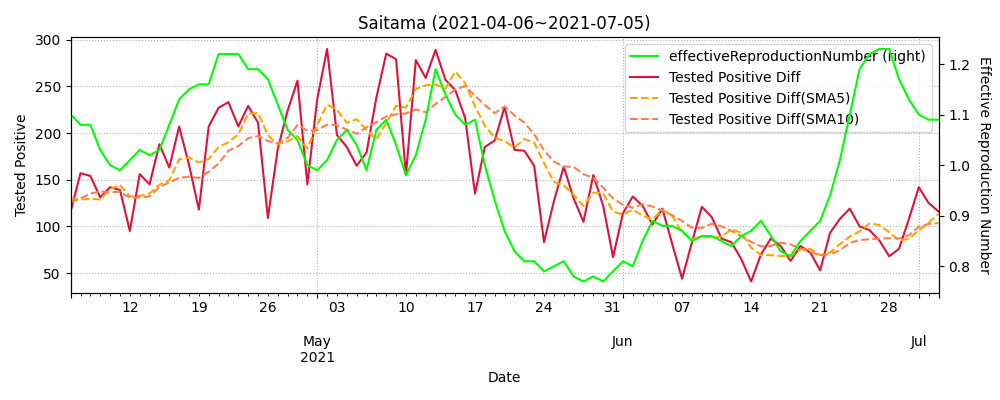 Saitama (2021-04-06~2021-07-05)
300
250
200
150
100
50
Tested Positive
effectiveReproductionNumber (right)
Tested Positive Diff
Tested Positive Diff(SMA5)
Tested Positive Diff(SMA10)
1.2
1.1
1.0
0.9
0.8
Effective Reproduction Number
12 19 26 03 10 17 24 31 07 14 21 28
May Jun Jul
2021
Date